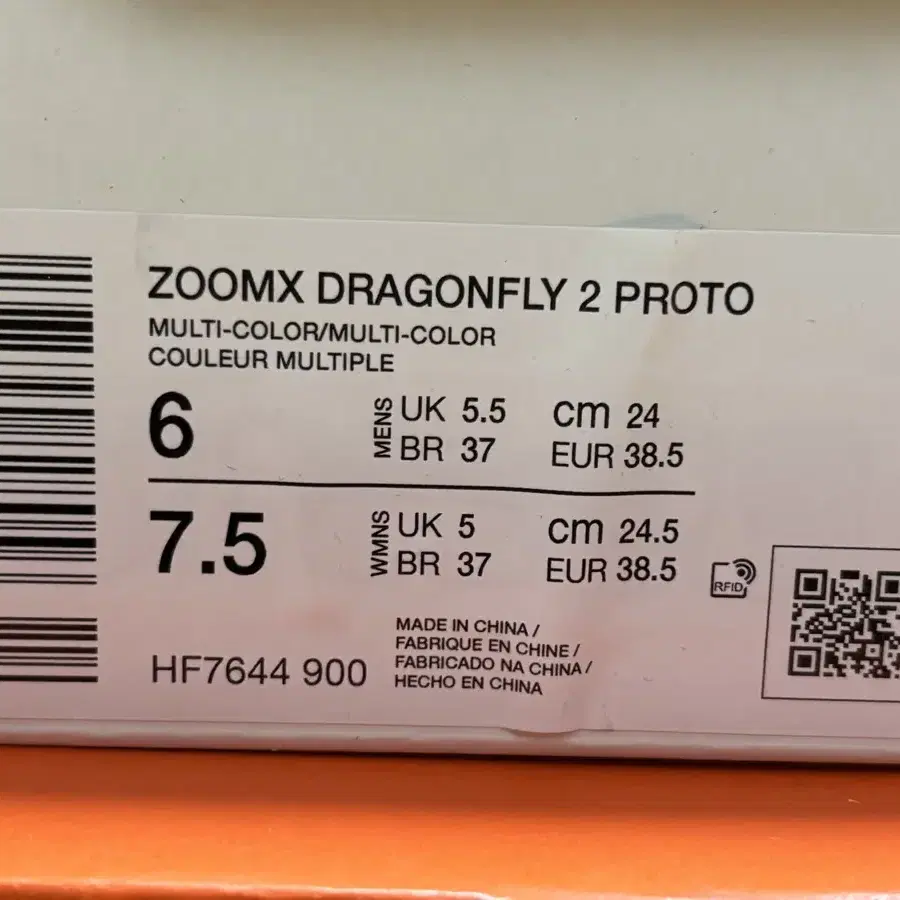 ZOOMX DRAGONFLY 2 PROTO
MULTI-COLOR/MULTI-COLOR
COULEUR MULTIPLE
6 MENS UK 5.5 cm 24
BR 37 EUR 38.5
7.5 WMNS UK 5 cm 24.5
BR 37 EUR 38.5
RFID
HF7644 900
MADE IN CHINA /
FABRIQUE EN CHINE /
FABRICADO NA CHINA /
HECHO EN CHINA